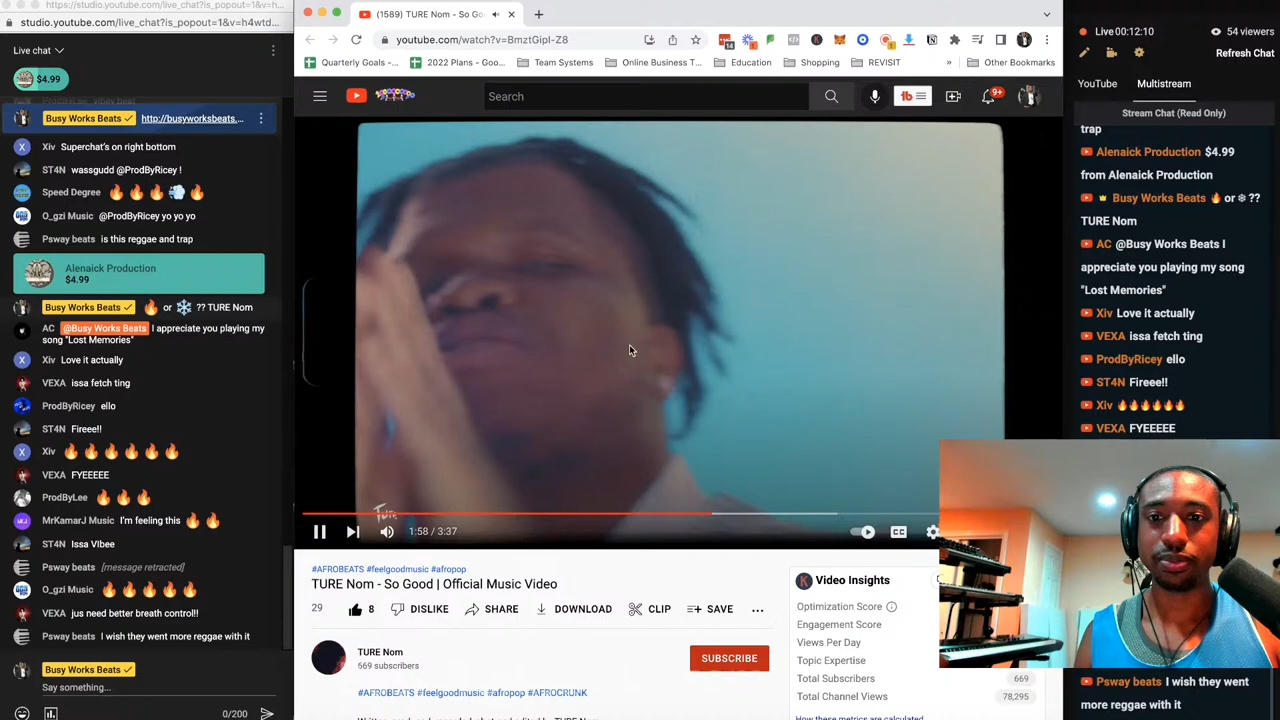 https://studio.youtube.com/live_chat?is_popout=1&v=h4wtd...
studio.youtube.com/live_chat?is_popout=1&v=h4wtd...
Live chat
$4.99
Busy Works Beats http://busyworksbeats....
Xiv Superchat's on right bottom
ST4N wassgudd @ProdByRicey !
Speed Degree 🔥 🔥 🔥 💨 🔥
O_gzi Music @ProdByRicey yo yo yo
Psway beats is this reggae and trap
Alenaick Production
$4.99
Busy Works Beats 🔥 or ❄ ?? TURE Nom
AC @Busy Works Beats I appreciate you playing my
song "Lost Memories"
Xiv Love it actually
VEXA issa fetch ting
ProdByRicey ello
ST4N Fireee!!
Xiv 🔥 🔥 🔥 🔥 🔥 🔥
VEXA FYEEEEE
ProdByLee 🔥 🔥 🔥
MrKamarJ Music I'm feeling this 🔥 🔥
ST4N Issa VIbee
Psway beats [message retracted]
O_gzi Music 🔥 🔥 🔥 🔥 🔥
VEXA jus need better breath control!!
Psway beats I wish they went more reggae with it
Busy Works Beats
Say something...
0/200
(1589) TURE Nom - So Go
youtube.com/watch?v=BmztGipI-Z8
Quarterly Goals -... 2022 Plans - Goo... Team Systems Online Business T... Education Shopping REVISIT » Other Bookmarks
Search
9+
Ture
1:58 / 3:37
CC
#AFROBEATS #feelgoodmusic #afropop
TURE Nom - So Good | Official Music Video
29 8 DISLIKE SHARE DOWNLOAD CLIP SAVE
TURE Nom
669 subscribers
SUBSCRIBE
#AFROBEATS #feelgoodmusic #afropop #AFROCRUNK
Video Insights
Optimization Score
Engagement Score
Views Per Day
Topic Expertise
Total Subscribers 669
Total Channel Views 78,295
How these metrics are calculated
Live 00:12:10 54 viewers
Refresh Chat
YouTube Multistream
Stream Chat (Read Only)
trap
Alenaick Production $4.99
from Alenaick Production
Busy Works Beats 🔥 or ❄ ??
TURE Nom
AC @Busy Works Beats I
appreciate you playing my song
"Lost Memories"
Xiv Love it actually
VEXA issa fetch ting
ProdByRicey ello
ST4N Fireee!!
Xiv 🔥🔥🔥🔥🔥🔥
VEXA FYEEEEE
Psway beats I wish they went
more reggae with it